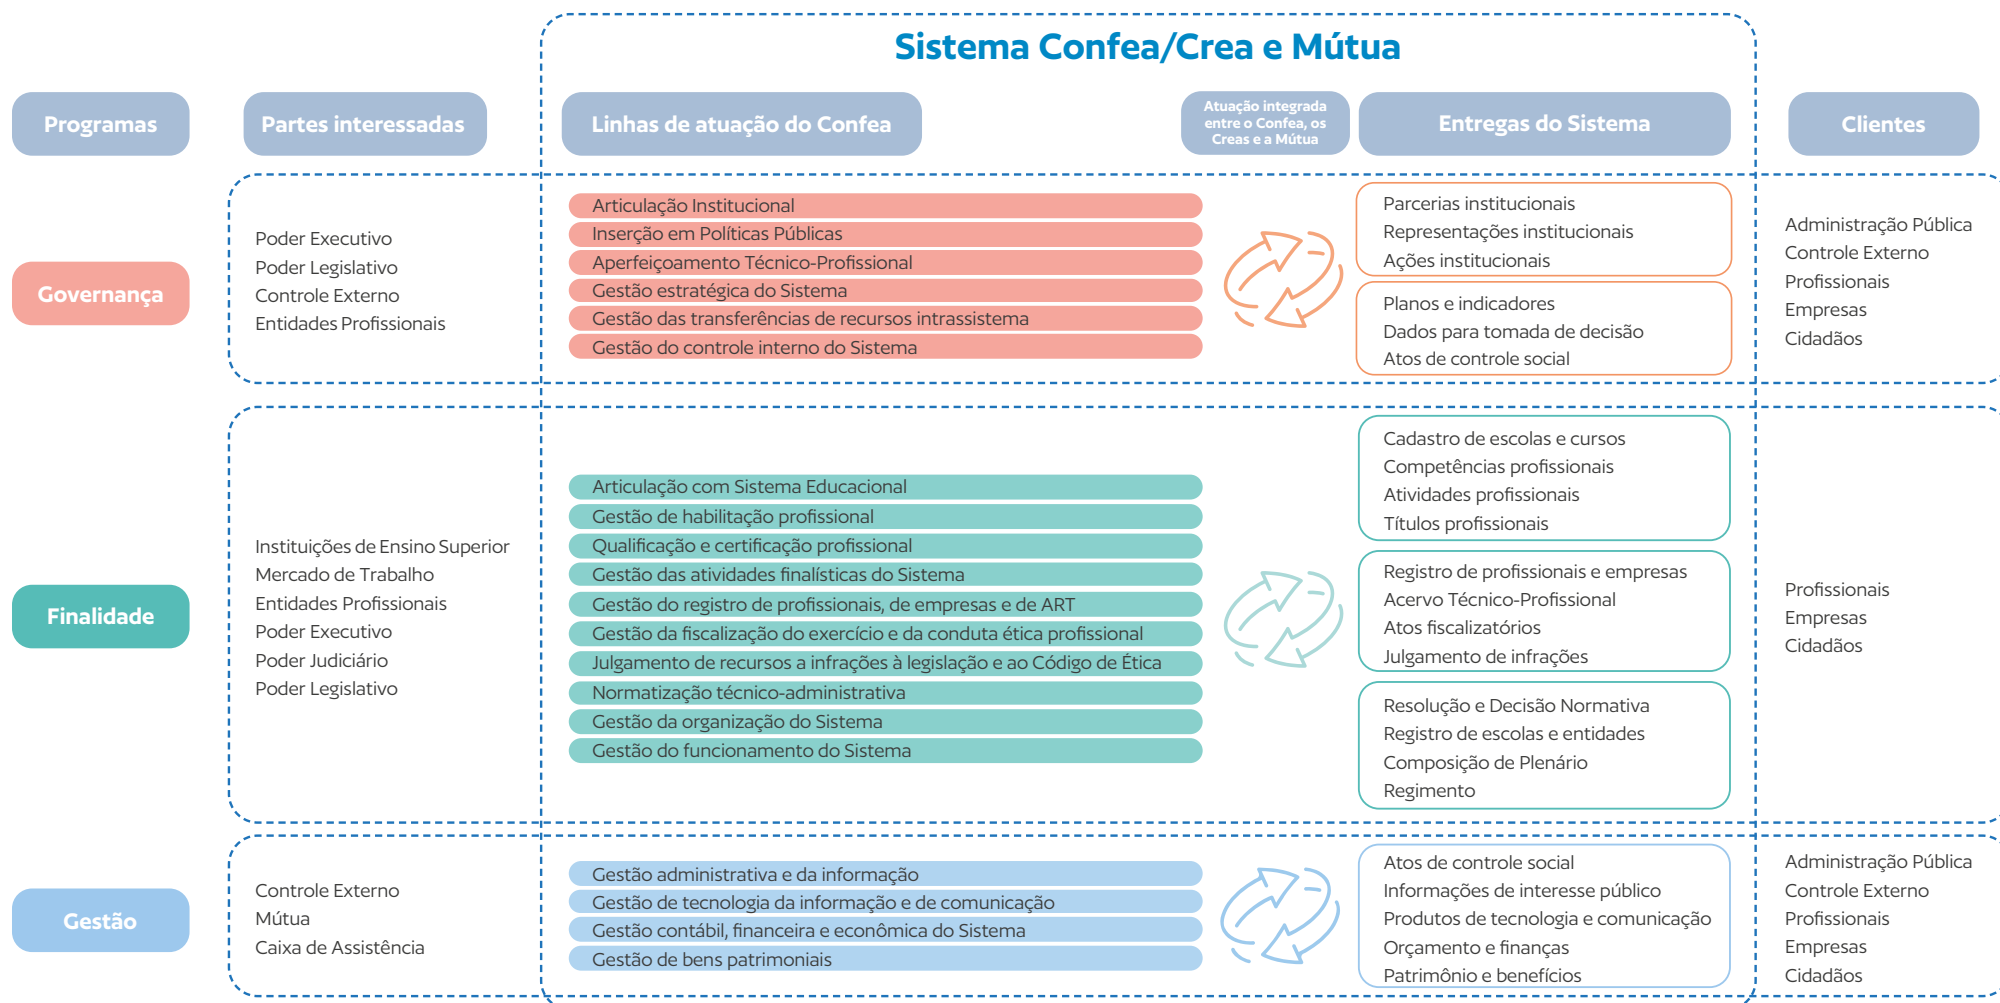 Sistema Confea/Crea e Mútua
Programas
Partes interessadas
Linhas de atuação do Confea
Atuação integrada
entre o Confea, os
Creas e a Mútua
Entregas do Sistema
Clientes
Governança
Poder Executivo
Poder Legislativo
Controle Externo
Entidades Profissionais
Articulação Institucional
Inserção em Políticas Públicas
Aperfeiçoamento Técnico-Profissional
Gestão estratégica do Sistema
Gestão das transferências de recursos intrassistema
Gestão do controle interno do Sistema
Parcerias institucionais
Representações institucionais
Ações institucionais
Planos e indicadores
Dados para tomada de decisão
Atos de controle social
Administração Pública
Controle Externo
Profissionais
Empresas
Cidadãos
Finalidade
Instituições de Ensino Superior
Mercado de Trabalho
Entidades Profissionais
Poder Executivo
Poder Judiciário
Poder Legislativo
Articulação com Sistema Educacional
Gestão de habilitação profissional
Qualificação e certificação profissional
Gestão das atividades finalísticas do Sistema
Gestão do registro de profissionais, de empresas e de ART
Gestão da fiscalização do exercício e da conduta ética profissional
Julgamento de recursos a infrações à legislação e ao Código de Ética
Normatização técnico-administrativa
Gestão da organização do Sistema
Gestão do funcionamento do Sistema
Cadastro de escolas e cursos
Competências profissionais
Atividades profissionais
Títulos profissionais
Registro de profissionais e empresas
Acervo Técnico-Profissional
Atos fiscalizatórios
Julgamento de infrações
Resolução e Decisão Normativa
Registro de escolas e entidades
Composição de Plenário
Regimento
Profissionais
Empresas
Cidadãos
Gestão
Controle Externo
Mútua
Caixa de Assistência
Gestão administrativa e da informação
Gestão de tecnologia da informação e de comunicação
Gestão contábil, financeira e econômica do Sistema
Gestão de bens patrimoniais
Atos de controle social
Informações de interesse público
Produtos de tecnologia e comunicação
Orçamento e finanças
Patrimônio e benefícios
Administração Pública
Controle Externo
Profissionais
Empresas
Cidadãos